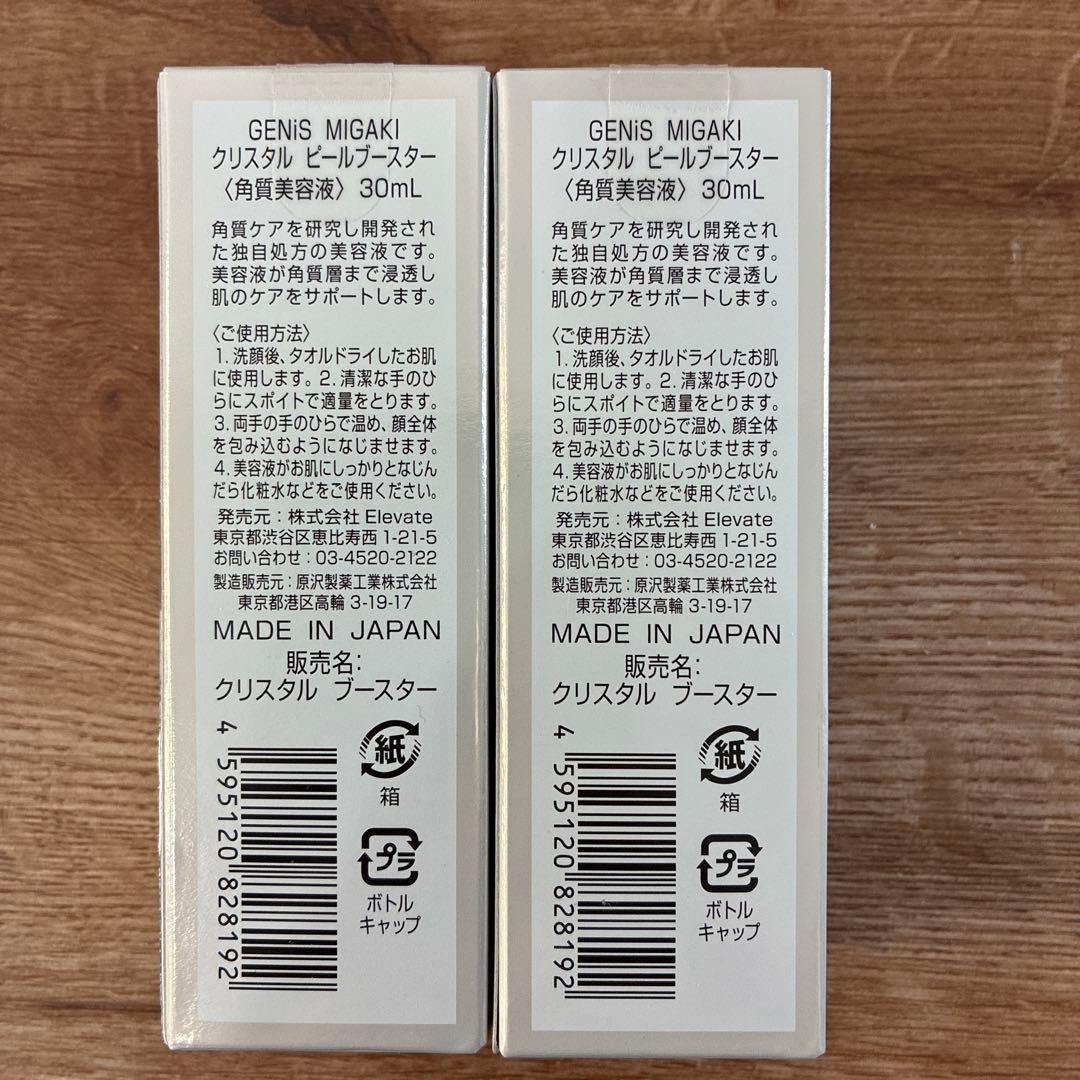 GENiS MIGAKI
クリスタル ピールブースター
〈角質美容液〉 30mL
角質ケアを研究し開発され
た独自処方の美容液です。
美容液が角質層まで浸透し
肌のケアをサポートします。
〈ご使用方法〉
1. 洗顔後、タオルドライしたお肌
に使用します。2. 清潔な手のひ
らにスポイトで適量をとります。
3. 両手の手のひらで温め、顔全体
を包み込むようになじませます。
4. 美容液がお肌にしっかりとなじん
だら化粧水などをご使用ください。
発売元：株式会社Elevate
東京都渋谷区恵比寿西 1-21-5
お問い合わせ：03-4520-2122
製造販売元：原沢製薬工業株式会社
東京都港区高輪 3-19-17
MADE IN JAPAN
販売名：
クリスタル ブースター
4 595120 828192
紙
箱
プラ
ボトル
キャップ
GENiS MIGAKI
クリスタル ピールブースター
〈角質美容液〉 30mL
角質ケアを研究し開発され
た独自処方の美容液です。
美容液が角質層まで浸透し
肌のケアをサポートします。
〈ご使用方法〉
1. 洗顔後、タオルドライしたお肌
に使用します。2. 清潔な手のひ
らにスポイトで適量をとります。
3. 両手の手のひらで温め、顔全体
を包み込むようになじませます。
4. 美容液がお肌にしっかりとなじん
だら化粧水などをご使用ください。
発売元：株式会社Elevate
東京都渋谷区恵比寿西 1-21-5
お問い合わせ：03-4520-2122
製造販売元：原沢製薬工業株式会社
東京都港区高輪 3-19-17
MADE IN JAPAN
販売名：
クリスタル ブースター
4 595120 828192
紙
箱
プラ
ボトル
キャップ